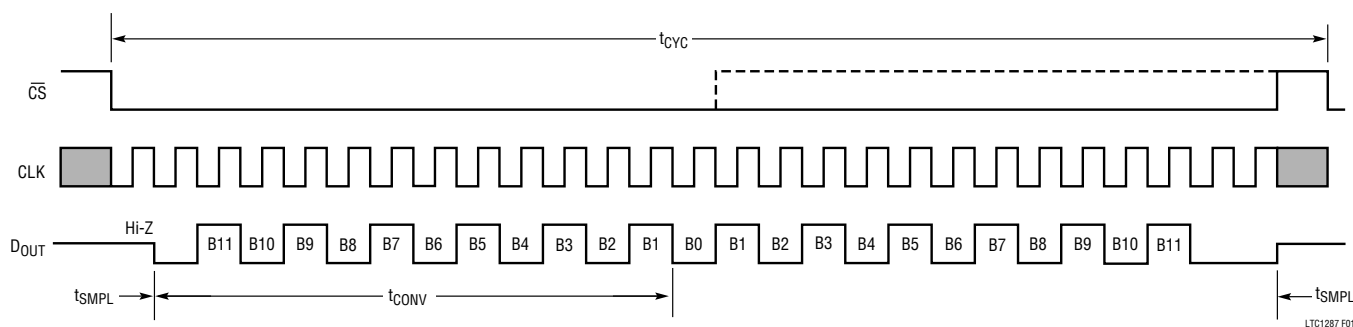 tCYC
C̅S̅
CLK
Hi-Z
DOUT
B11 B10 B9 B8 B7 B6 B5 B4 B3 B2 B1 B0 B1 B2 B3 B4 B5 B6 B7 B8 B9 B10 B11
tSMPL tCONV tSMPL
LTC1287 F01